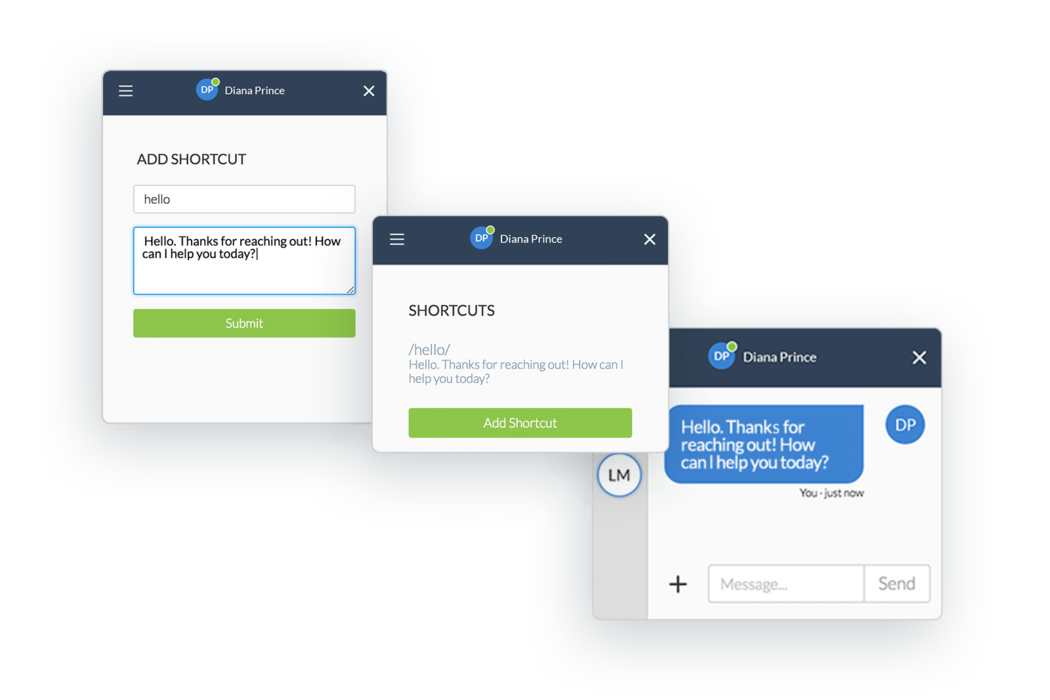 DP Diana Prince
ADD SHORTCUT
hello
Hello. Thanks for reaching out! How
can I help you today?
Submit
DP Diana Prince
SHORTCUTS
/hello/
Hello. Thanks for reaching out! How can I
help you today?
Add Shortcut
DP Diana Prince
Hello. Thanks for
reaching out! How
can I help you today?
DP
You · just now
LM
Message...
Send